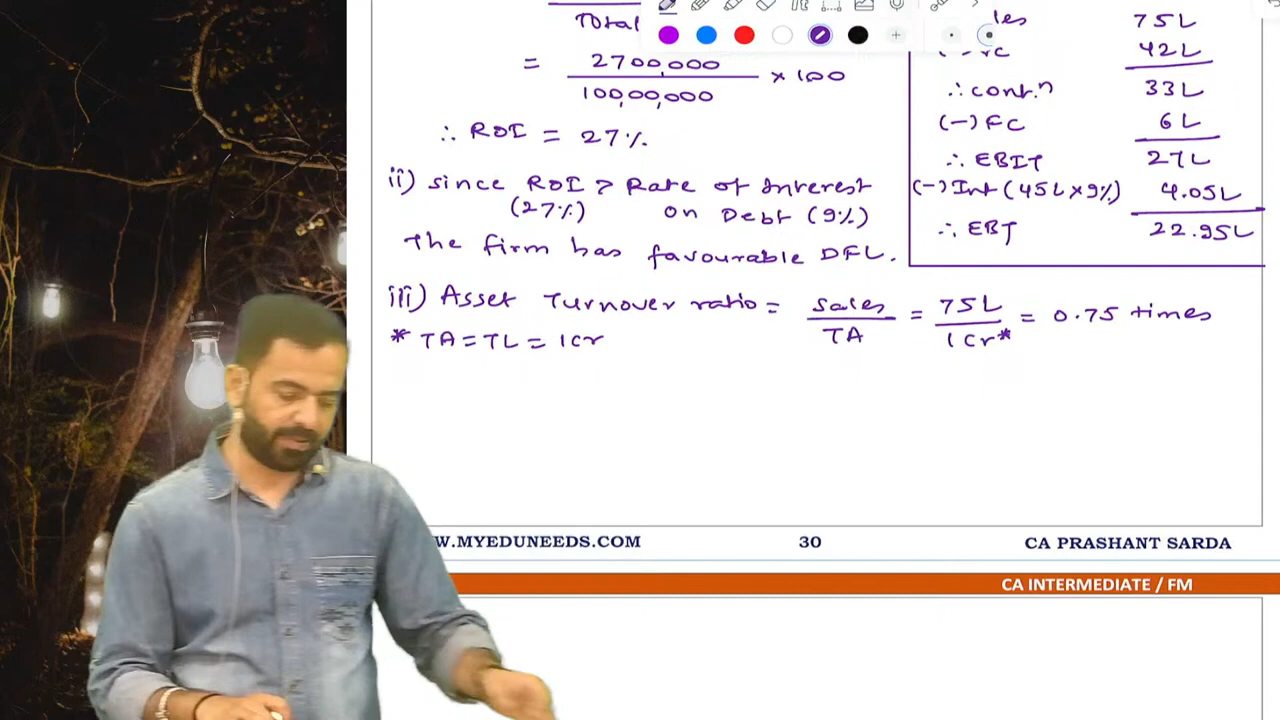 Total
= 2700,000 × 100
100,00,000
∴ ROI = 27%
ii) since ROI > Rate of Interest
(27%) on Debt (9%)
The firm has favourable DFL.
iii) Asset Turnover ratio = Sales / TA = 75L / 1Cr* = 0.75 times
* TA = TL = 1cr
les 75L
(-) VC 42L
∴ cont.n 33L
(-) FC 6L
∴ EBIT 27L
(-) Int (45L×9%) 4.05L
∴ EBT 22.95L
W.MYEDUNEEDS.COM 30 CA PRASHANT SARDA
CA INTERMEDIATE / FM